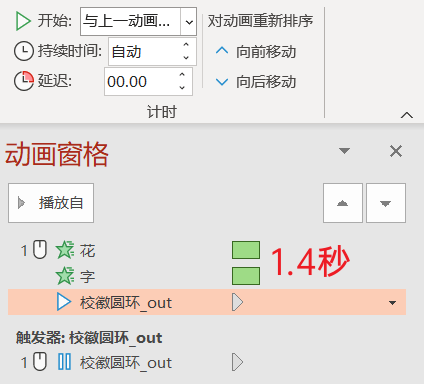 开始: 与上一动画... 对动画重新排序
持续时间: 自动 向前移动
延迟: 00.00 向后移动
计时
动画窗格
播放自
1 花
字
1.4秒
校徽圆环_out
触发器: 校徽圆环_out
1 校徽圆环_out